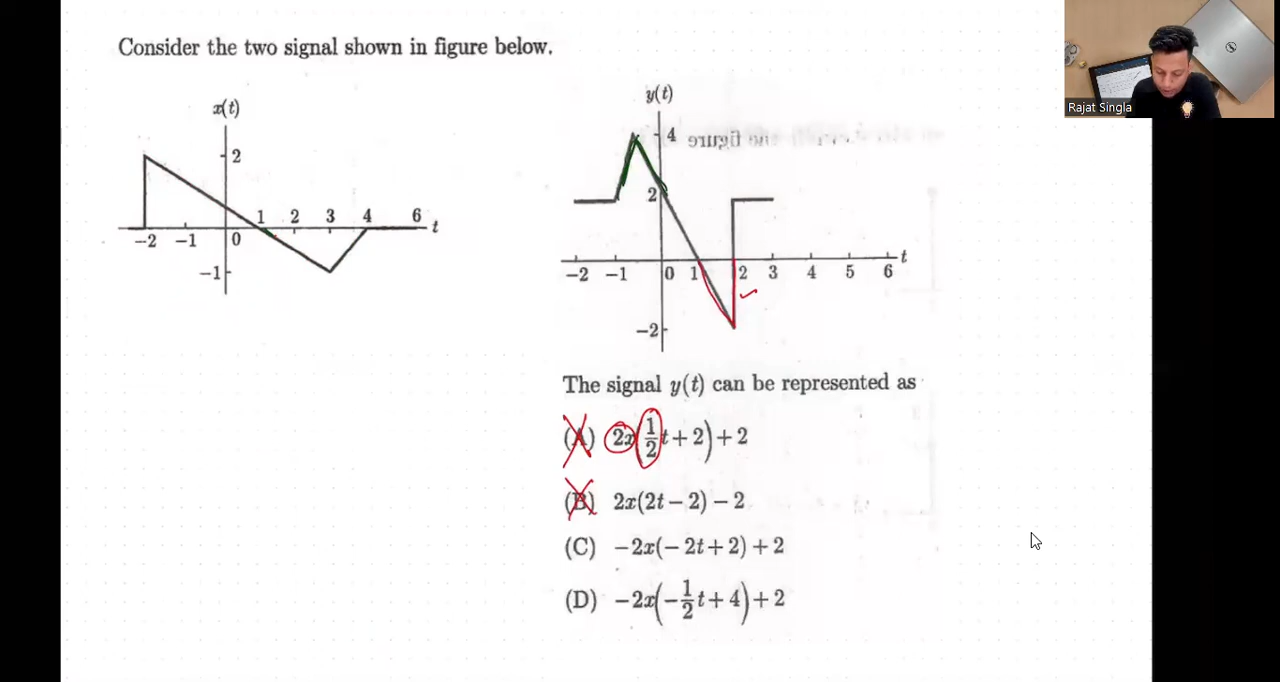 Consider the two signal shown in figure below.
x(t)
2
1 2 3 4 6 t
-2 -1 0
-1
y(t)
4
2
-2 -1 0 1 2 3 4 5 6 t
-2
Rajat Singla
The signal y(t) can be represented as
(A) 2x(1/2 t + 2) + 2
(B) 2x(2t - 2) - 2
(C) -2x(-2t + 2) + 2
(D) -2x(-1/2 t + 4) + 2